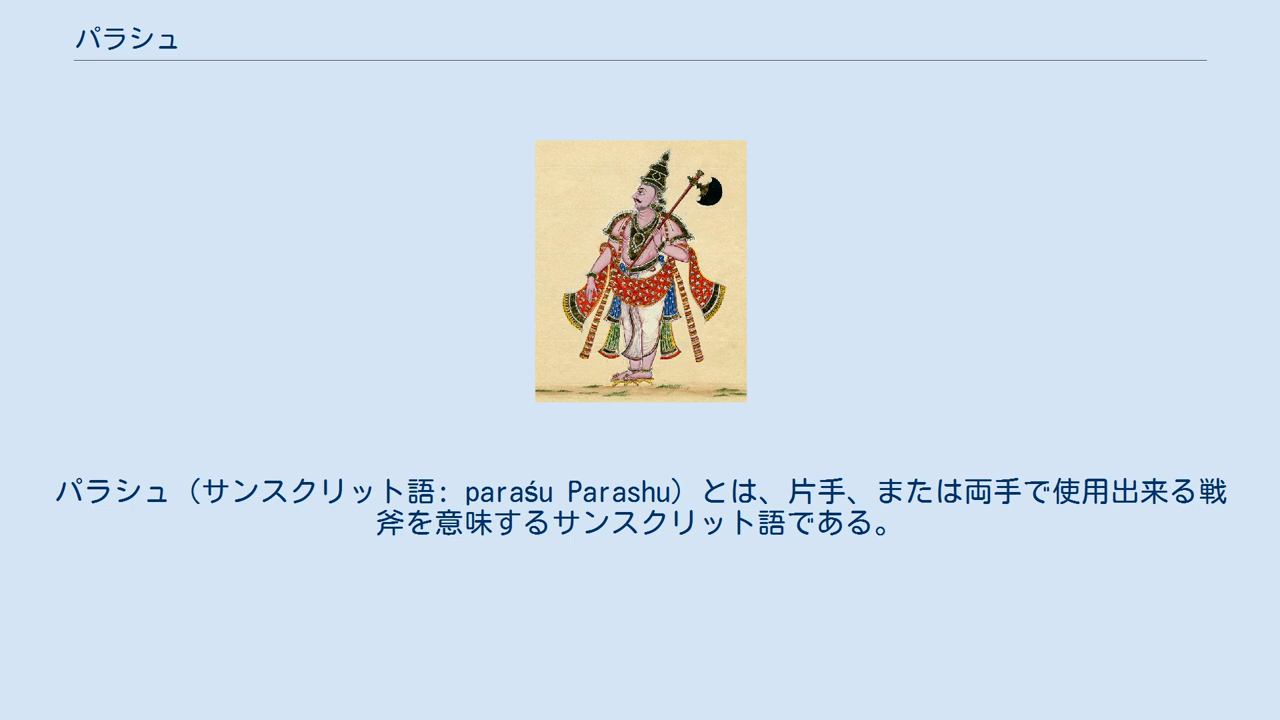 パラシュ
パラシュ（サンスクリット語: paraśu Parashu）とは、片手、または両手で使用出来る戦
斧を意味するサンスクリット語である。